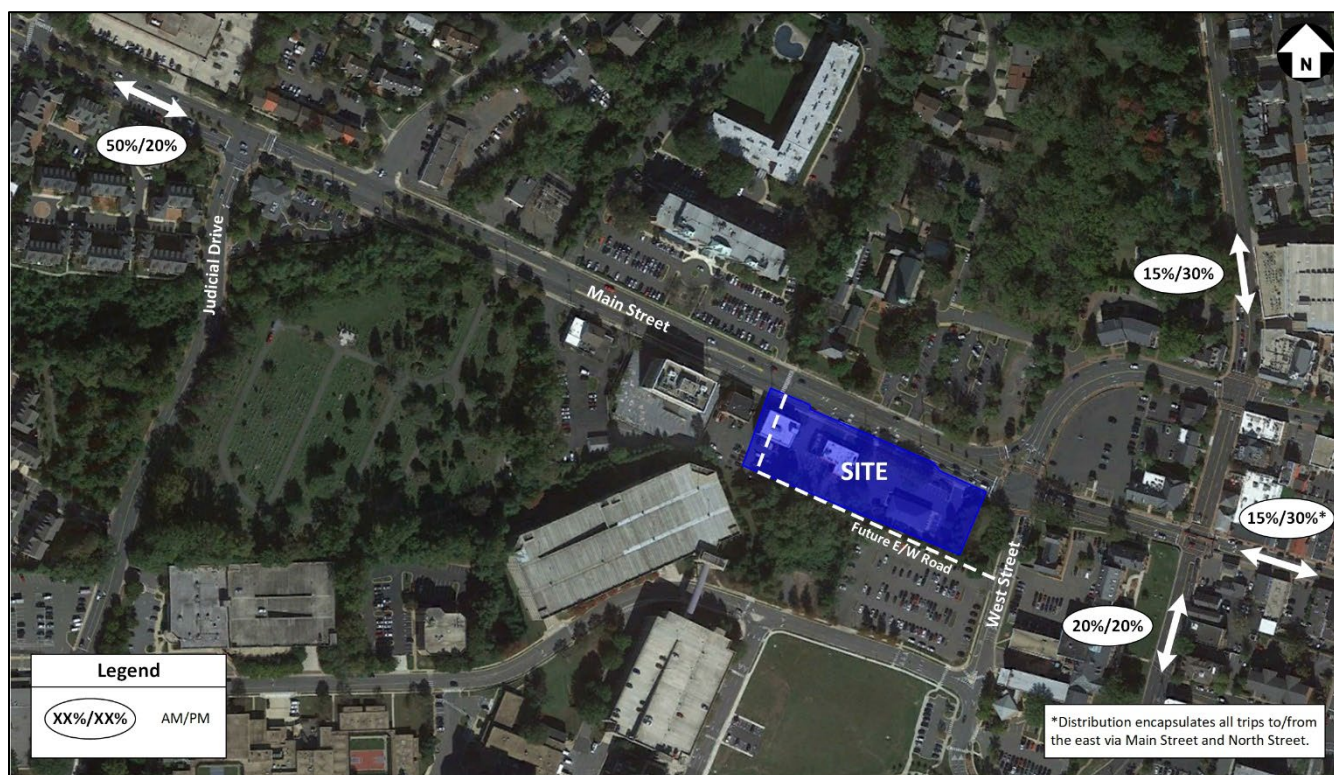 N
50%/20%
Judicial Drive
15%/30%
Main Street
SITE
15%/30%*
Future E/W Road
West Street
20%/20%
Legend
XX%/XX% AM/PM
*Distribution encapsulates all trips to/from
the east via Main Street and North Street.